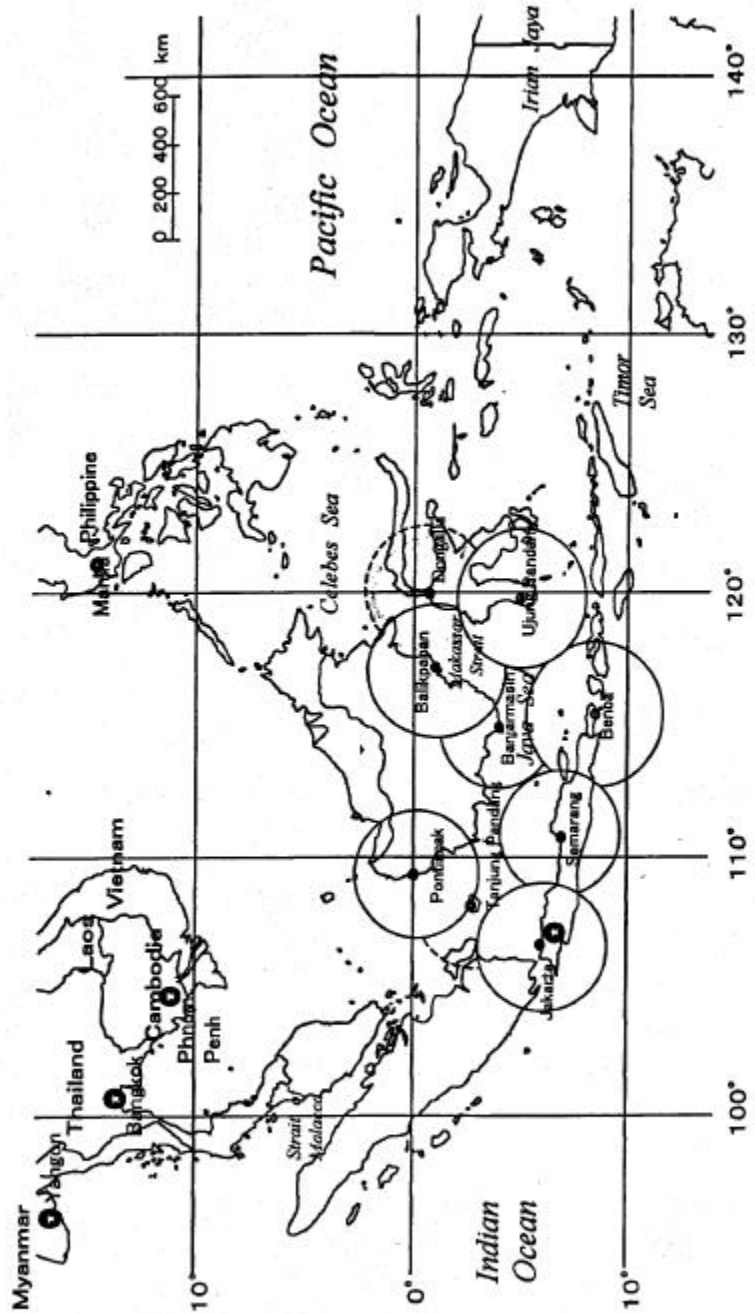 0 200 400 600 km
Myanmar
Yangon
Laos
Thailand
Vietnam
Bangkok
Cambodia
Phnom
Penh
Philippine
Manila
Pacific Ocean
Celebes Sea
Strait
Malacca
Pontianak
Balikpapan
Makassar
Strait
Tanjung Pandang
Banjarmasin
Java Sea
Irian Jaya
Jakarta
Semarang
Benoa
Timor
Sea
Indian
Ocean
10°
0°
10°
100°
110°
120°
130°
140°